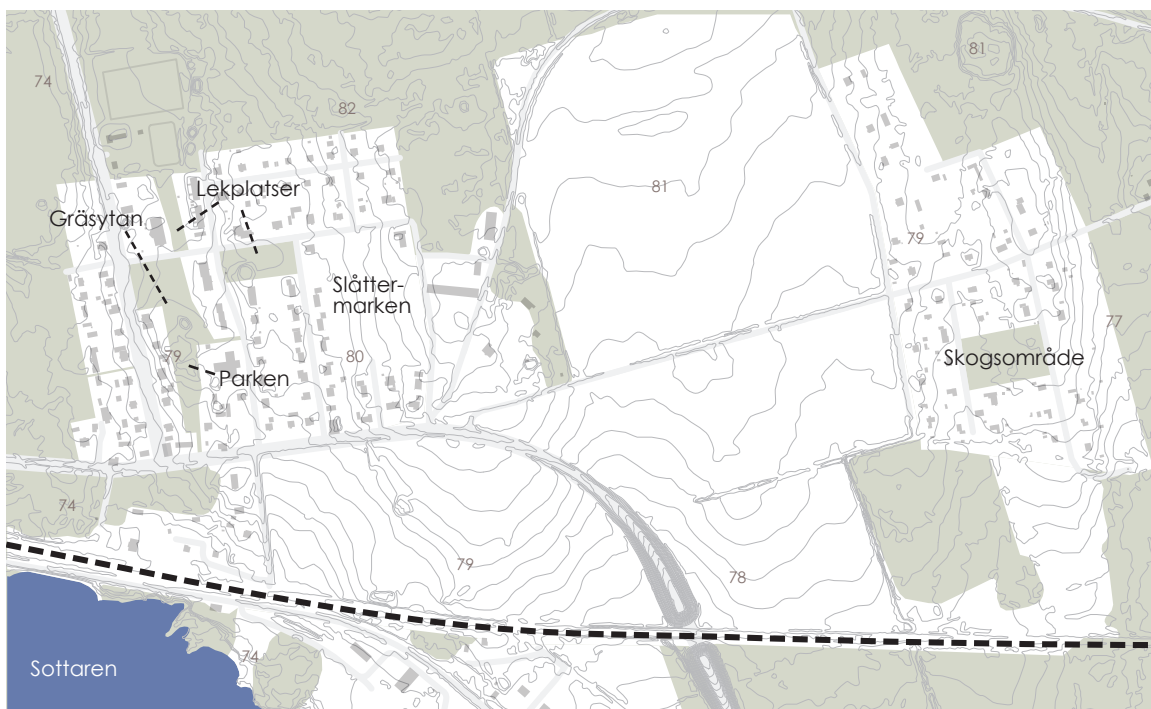 81
74
82
Lekplatser
81
Gräsytan
79
Slåtter-
marken
77
79
80
Skogsområde
Parken
74
79
78
74
Sottaren